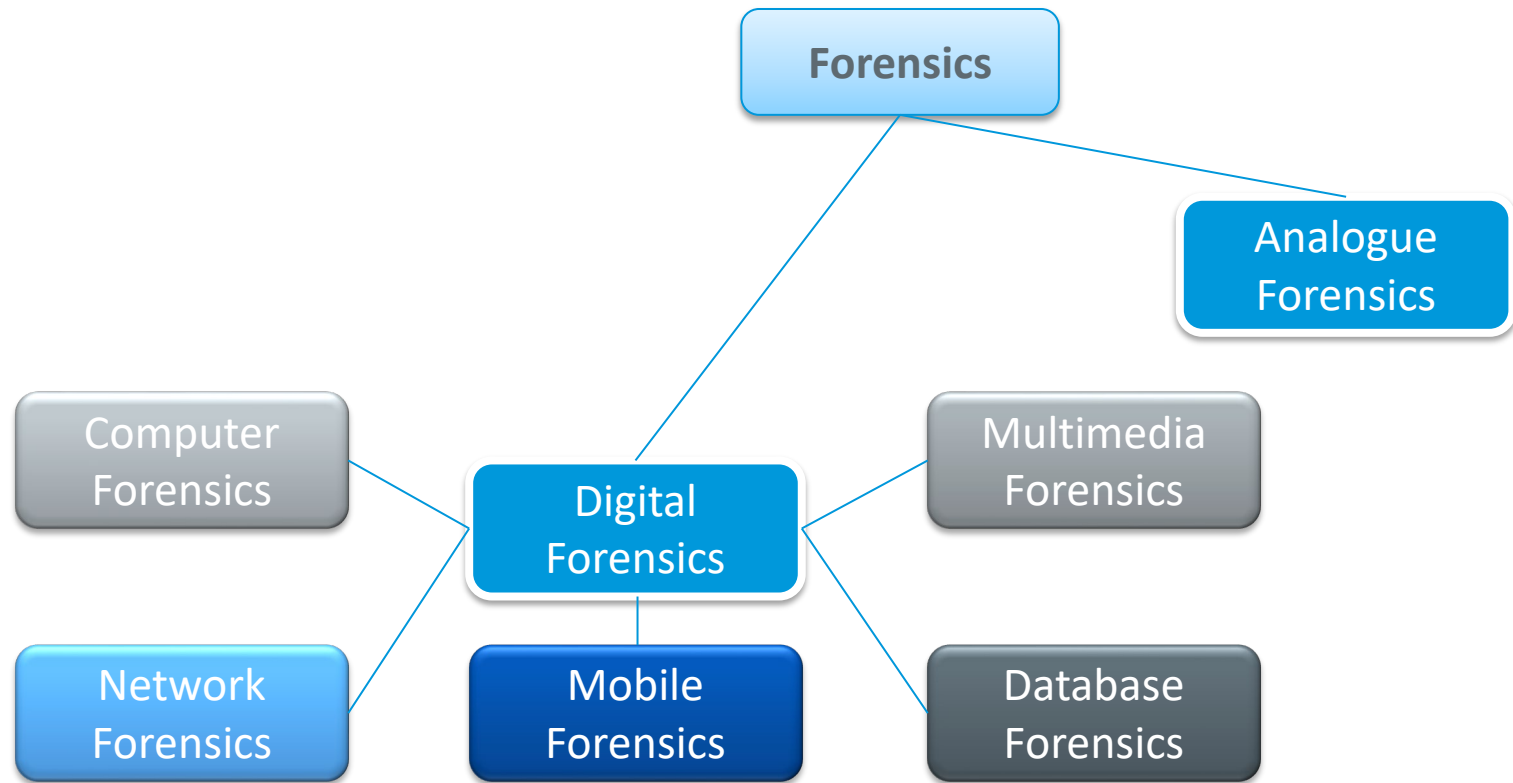 Forensics
Analogue
Forensics
Computer
Forensics
Multimedia
Forensics
Digital
Forensics
Network
Forensics
Mobile
Forensics
Database
Forensics